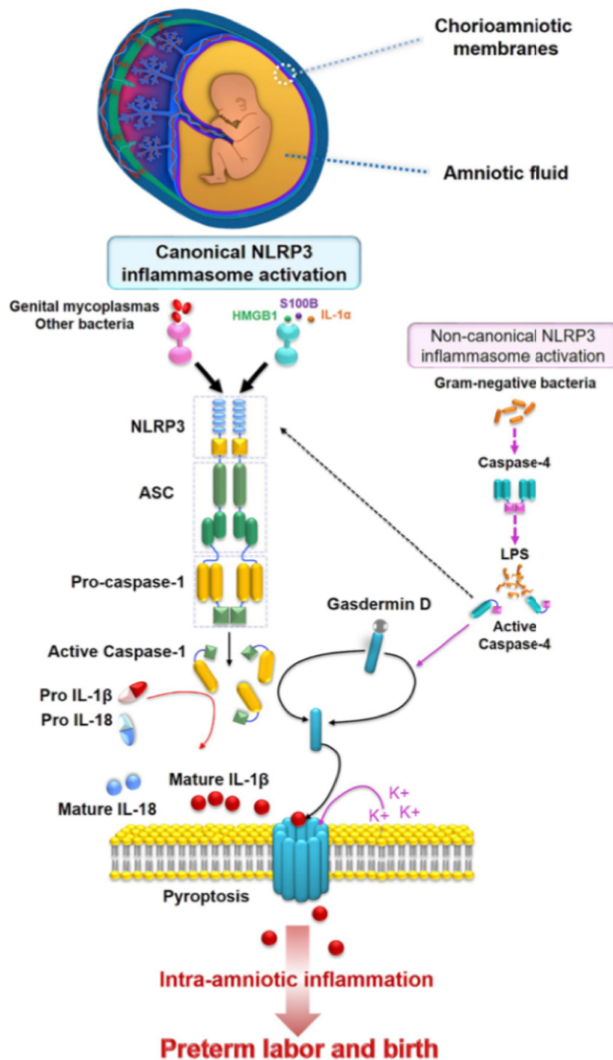 Chorioamniotic
membranes
Amniotic fluid
Canonical NLRP3
inflammasome activation
Genital mycoplasmas
Other bacteria
S100B
HMGB1
IL-1α
Non-canonical NLRP3
inflammasome activation
Gram-negative bacteria
NLRP3
Caspase-4
ASC
LPS
Pro-caspase-1
Gasdermin D
Active
Caspase-4
Active Caspase-1
Pro IL-1β
Pro IL-18
Mature IL-1β
Mature IL-18
K+
K+
K+
Pyroptosis
Intra-amniotic inflammation
Preterm labor and birth